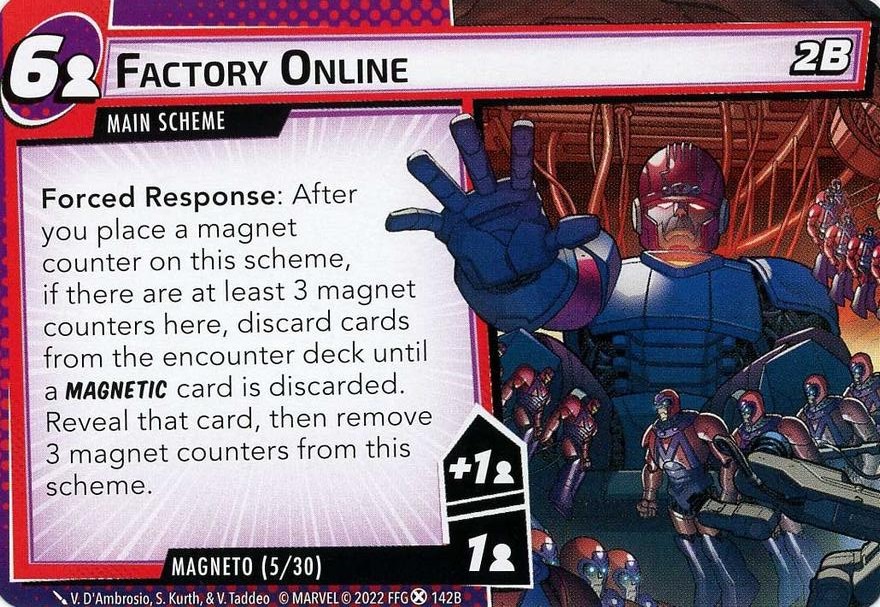 6
FACTORY ONLINE
2B
MAIN SCHEME
Forced Response: After
you place a magnet
counter on this scheme,
if there are at least 3 magnet
counters here, discard cards
from the encounter deck until
a MAGNETIC card is discarded.
Reveal that card, then remove
3 magnet counters from this
scheme.
+1
1
MAGNETO (5/30)
V. D'Ambrosio, S. Kurth, & V. Taddeo © MARVEL © 2022 FFG 142B